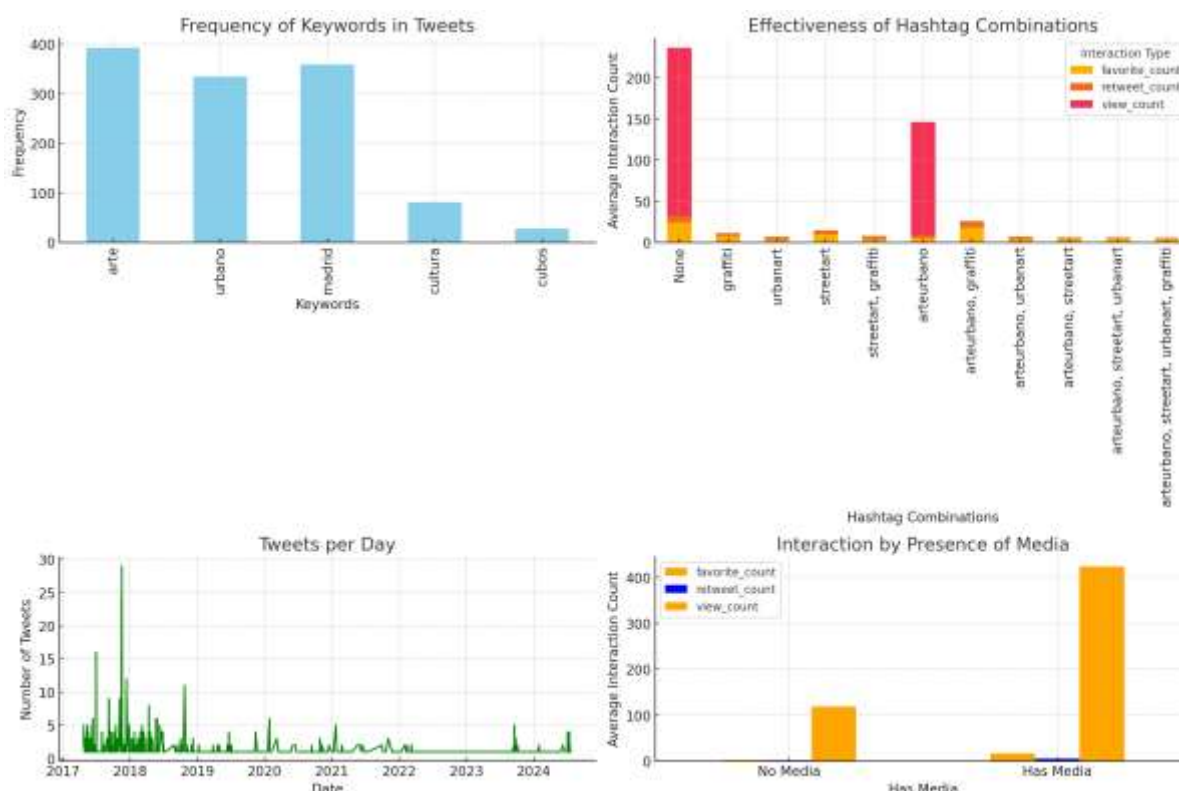 Frequency of Keywords in Tweets
400
300
200
100
0
Frequency
arte
urbano
madrid
cultura
cubos
Keywords
Effectiveness of Hashtag Combinations
Interaction Type
favorite_count
retweet_count
view_count
200
150
100
50
0
Average Interaction Count
None
graffiti
urbanart
streetart
streetart, graffiti
arteurbano
arteurbano, graffiti
arteurbano, urbanart
arteurbano, streetart
arteurbano, streetart, urbanart
arteurbano, streetart, urbanart, graffiti
Hashtag Combinations
Tweets per Day
30
25
20
15
10
5
0
Number of Tweets
2017 2018 2019 2020 2021 2022 2023 2024
Date
Interaction by Presence of Media
favorite_count
retweet_count
view_count
400
300
200
100
0
Average Interaction Count
No Media Has Media
Has Media